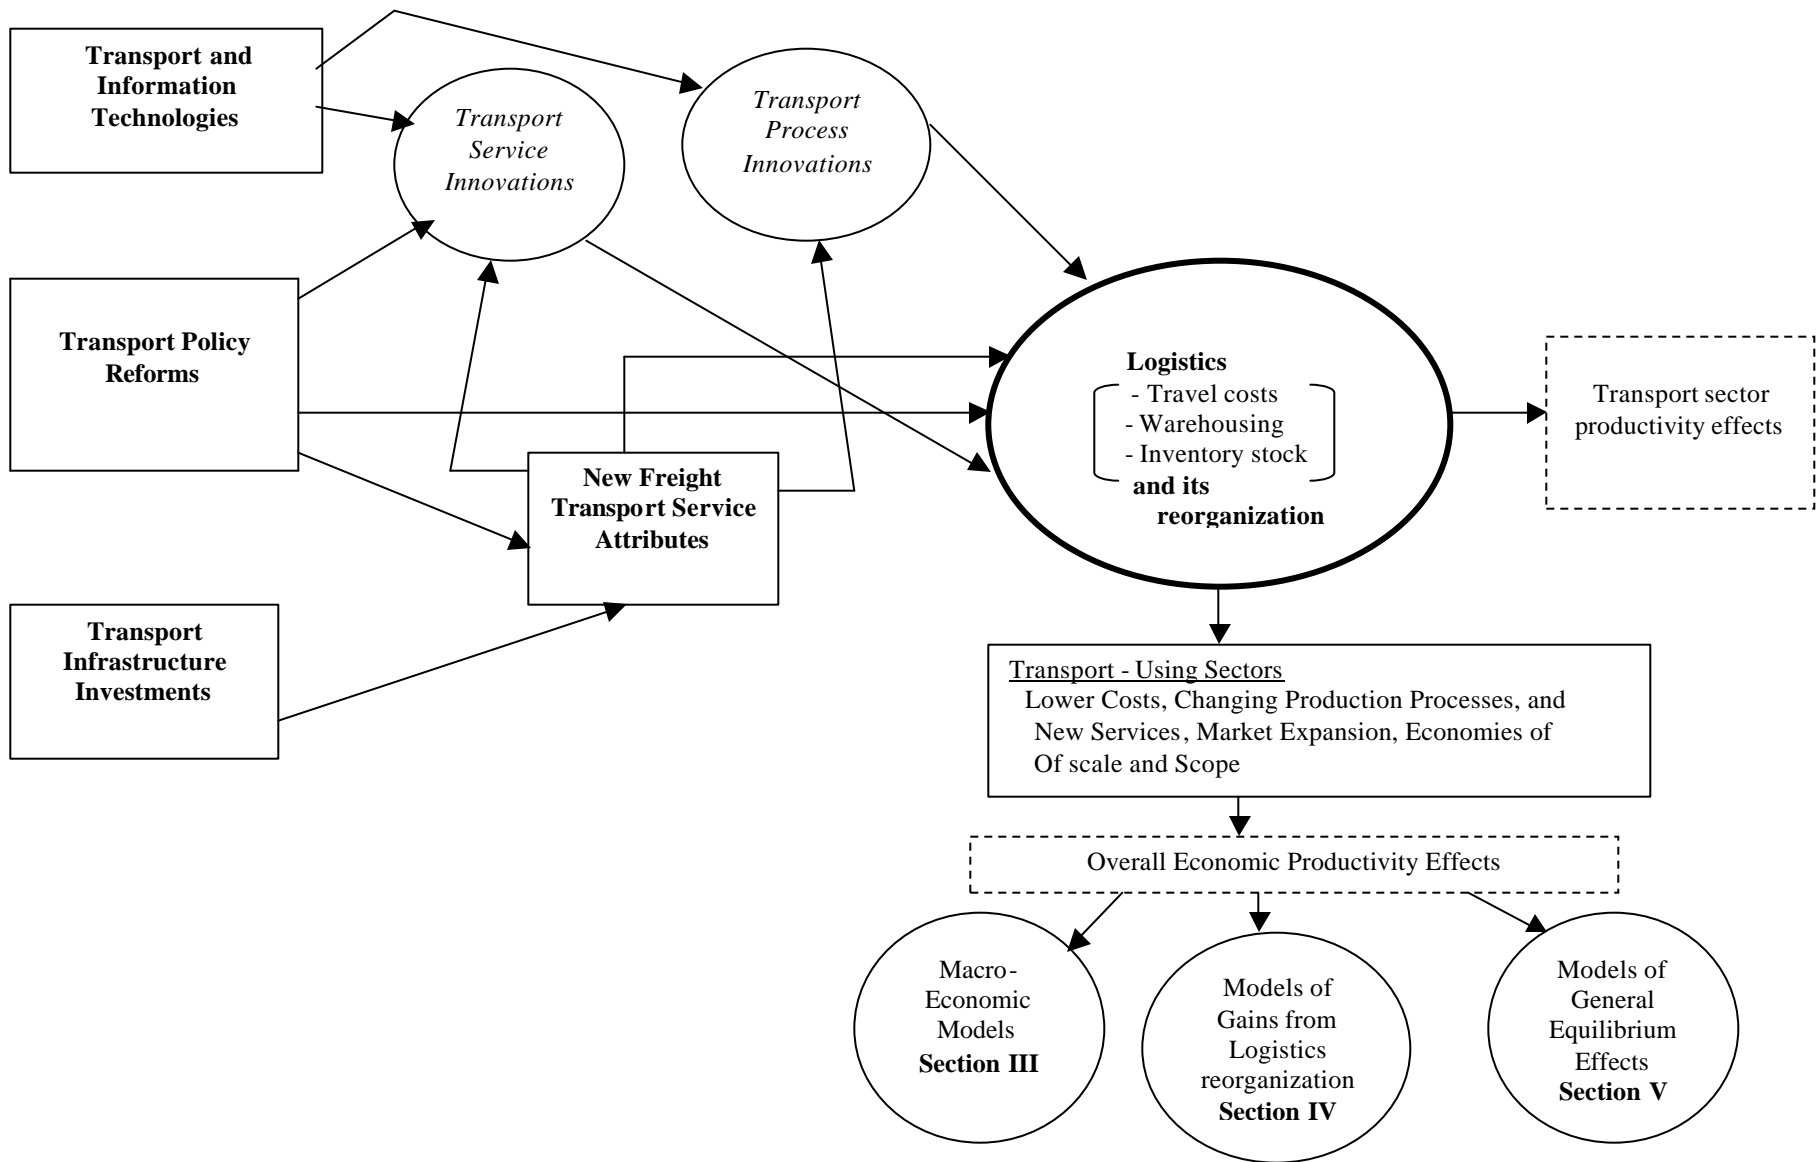 Transport and
Information
Technologies
Transport
Service
Innovations
Transport
Process
Innovations
Transport Policy
Reforms
Logistics
- Travel costs
- Warehousing
- Inventory stock
and its
reorganization
Transport sector
productivity effects
New Freight
Transport Service
Attributes
Transport
Infrastructure
Investments
Transport - Using Sectors
Lower Costs, Changing Production Processes, and
New Services, Market Expansion, Economies of
Of scale and Scope
Overall Economic Productivity Effects
Macro-
Economic
Models
Section III
Models of
Gains from
Logistics
reorganization
Section IV
Models of
General
Equilibrium
Effects
Section V